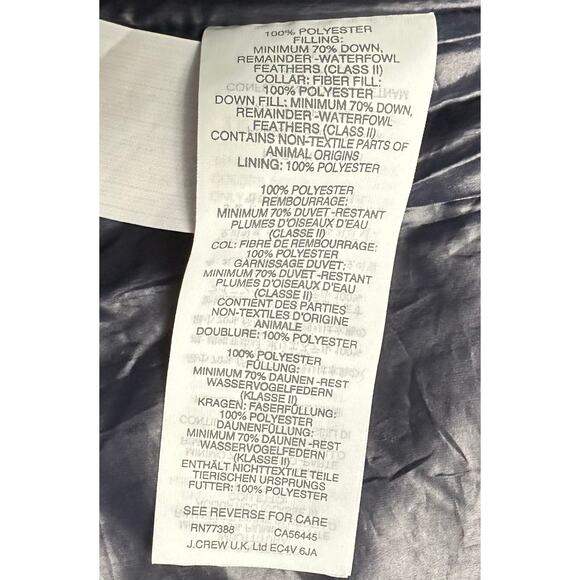 100% POLYESTER
FILLING:
MINIMUM 70% DOWN,
REMAINDER -WATERFOWL
FEATHERS (CLASS II)
COLLAR: FIBER FILL:
100% POLYESTER
DOWN FILL: MINIMUM 70% DOWN,
REMAINDER -WATERFOWL
FEATHERS (CLASS II)
CONTAINS NON-TEXTILE PARTS OF
ANIMAL ORIGINS
LINING: 100% POLYESTER
100% POLYESTER
REMBOURRAGE:
MINIMUM 70% DUVET -RESTANT
PLUMES D'OISEAUX D'EAU
(CLASSE II)
COL: FIBRE DE REMBOURRAGE:
100% POLYESTER
GARNISSAGE DUVET:
MINIMUM 70% DUVET -RESTANT
PLUMES D'OISEAUX D'EAU
(CLASSE II)
CONTIENT DES PARTIES
NON-TEXTILES D'ORIGINE
ANIMALE
DOUBLURE: 100% POLYESTER
100% POLYESTER
FÜLLUNG:
MINIMUM 70% DAUNEN -REST
WASSERVOGELFEDERN
(KLASSE II)
KRAGEN: FASERFÜLLUNG:
100% POLYESTER
DAUNENFÜLLUNG:
MINIMUM 70% DAUNEN -REST
WASSERVOGELFEDERN
(KLASSE II)
ENTHÄLT NICHTTEXTILE TEILE
TIERISCHEN URSPRUNGS
FUTTER: 100% POLYESTER
SEE REVERSE FOR CARE
RN77388 CA56445
J.CREW U.K. Ltd EC4V 6JA